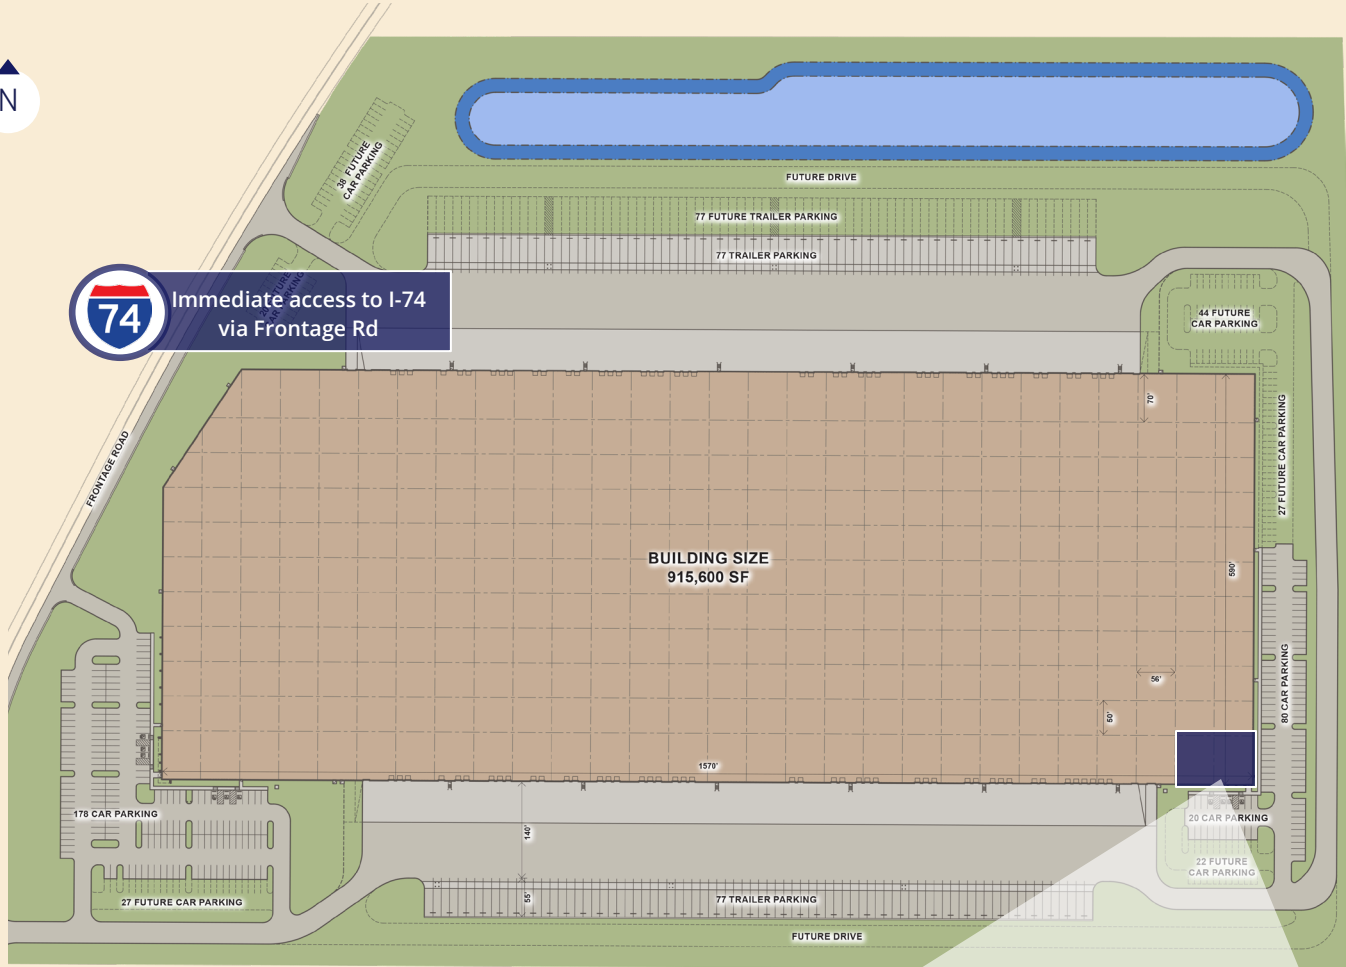 N
38 FUTURE
CAR PARKING
FUTURE DRIVE
77 FUTURE TRAILER PARKING
77 TRAILER PARKING
74
Immediate access to I-74
via Frontage Rd
44 FUTURE
CAR PARKING
70'
27 FUTURE CAR PARKING
FRONTAGE ROAD
BUILDING SIZE
915,600 SF
590'
56'
50'
80 CAR PARKING
1570'
178 CAR PARKING
20 CAR PARKING
140'
22 FUTURE
CAR PARKING
27 FUTURE CAR PARKING
55'
77 TRAILER PARKING
FUTURE DRIVE